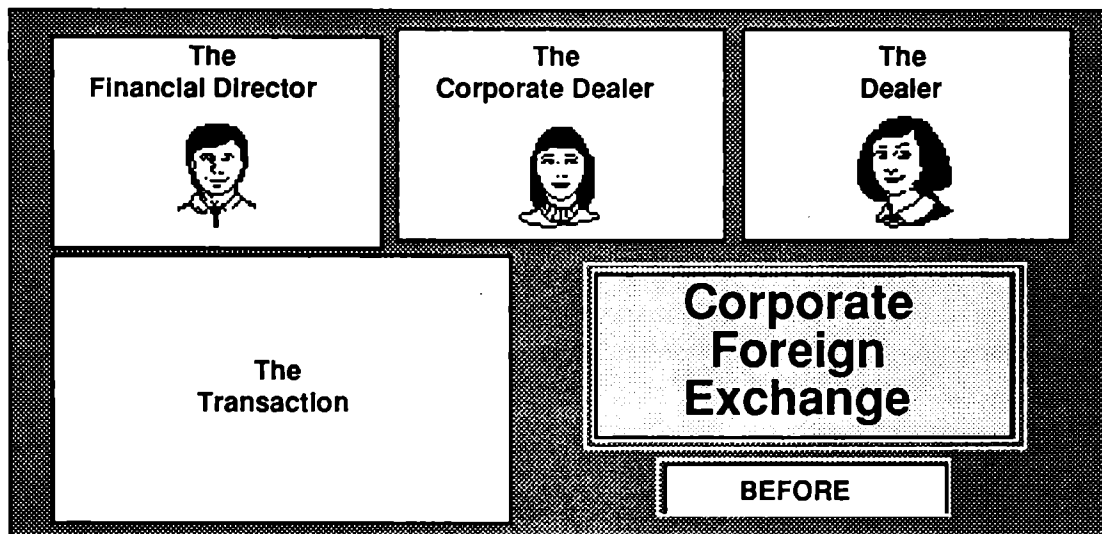 The
Financial Director
The
Corporate Dealer
The
Dealer
The
Transaction
Corporate
Foreign
Exchange
BEFORE